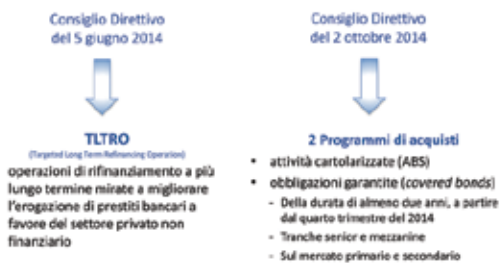 Consiglio Direttivo
del 5 giugno 2014
TLTRO
(Targeted Long Term Refinancing Operation)
operazioni di rifinanziamento a più
lungo termine mirate a migliorare
l'erogazione di prestiti bancari a
favore del settore privato non
finanziario
Consiglio Direttivo
del 2 ottobre 2014
2 Programmi di acquisti
• attività cartolarizzate (ABS)
• obbligazioni garantite (covered bonds)
- Della durata di almeno due anni, a partire
dal quarto trimestre del 2014
- Tranche senior e mezzanine
- Sul mercato primario e secondario